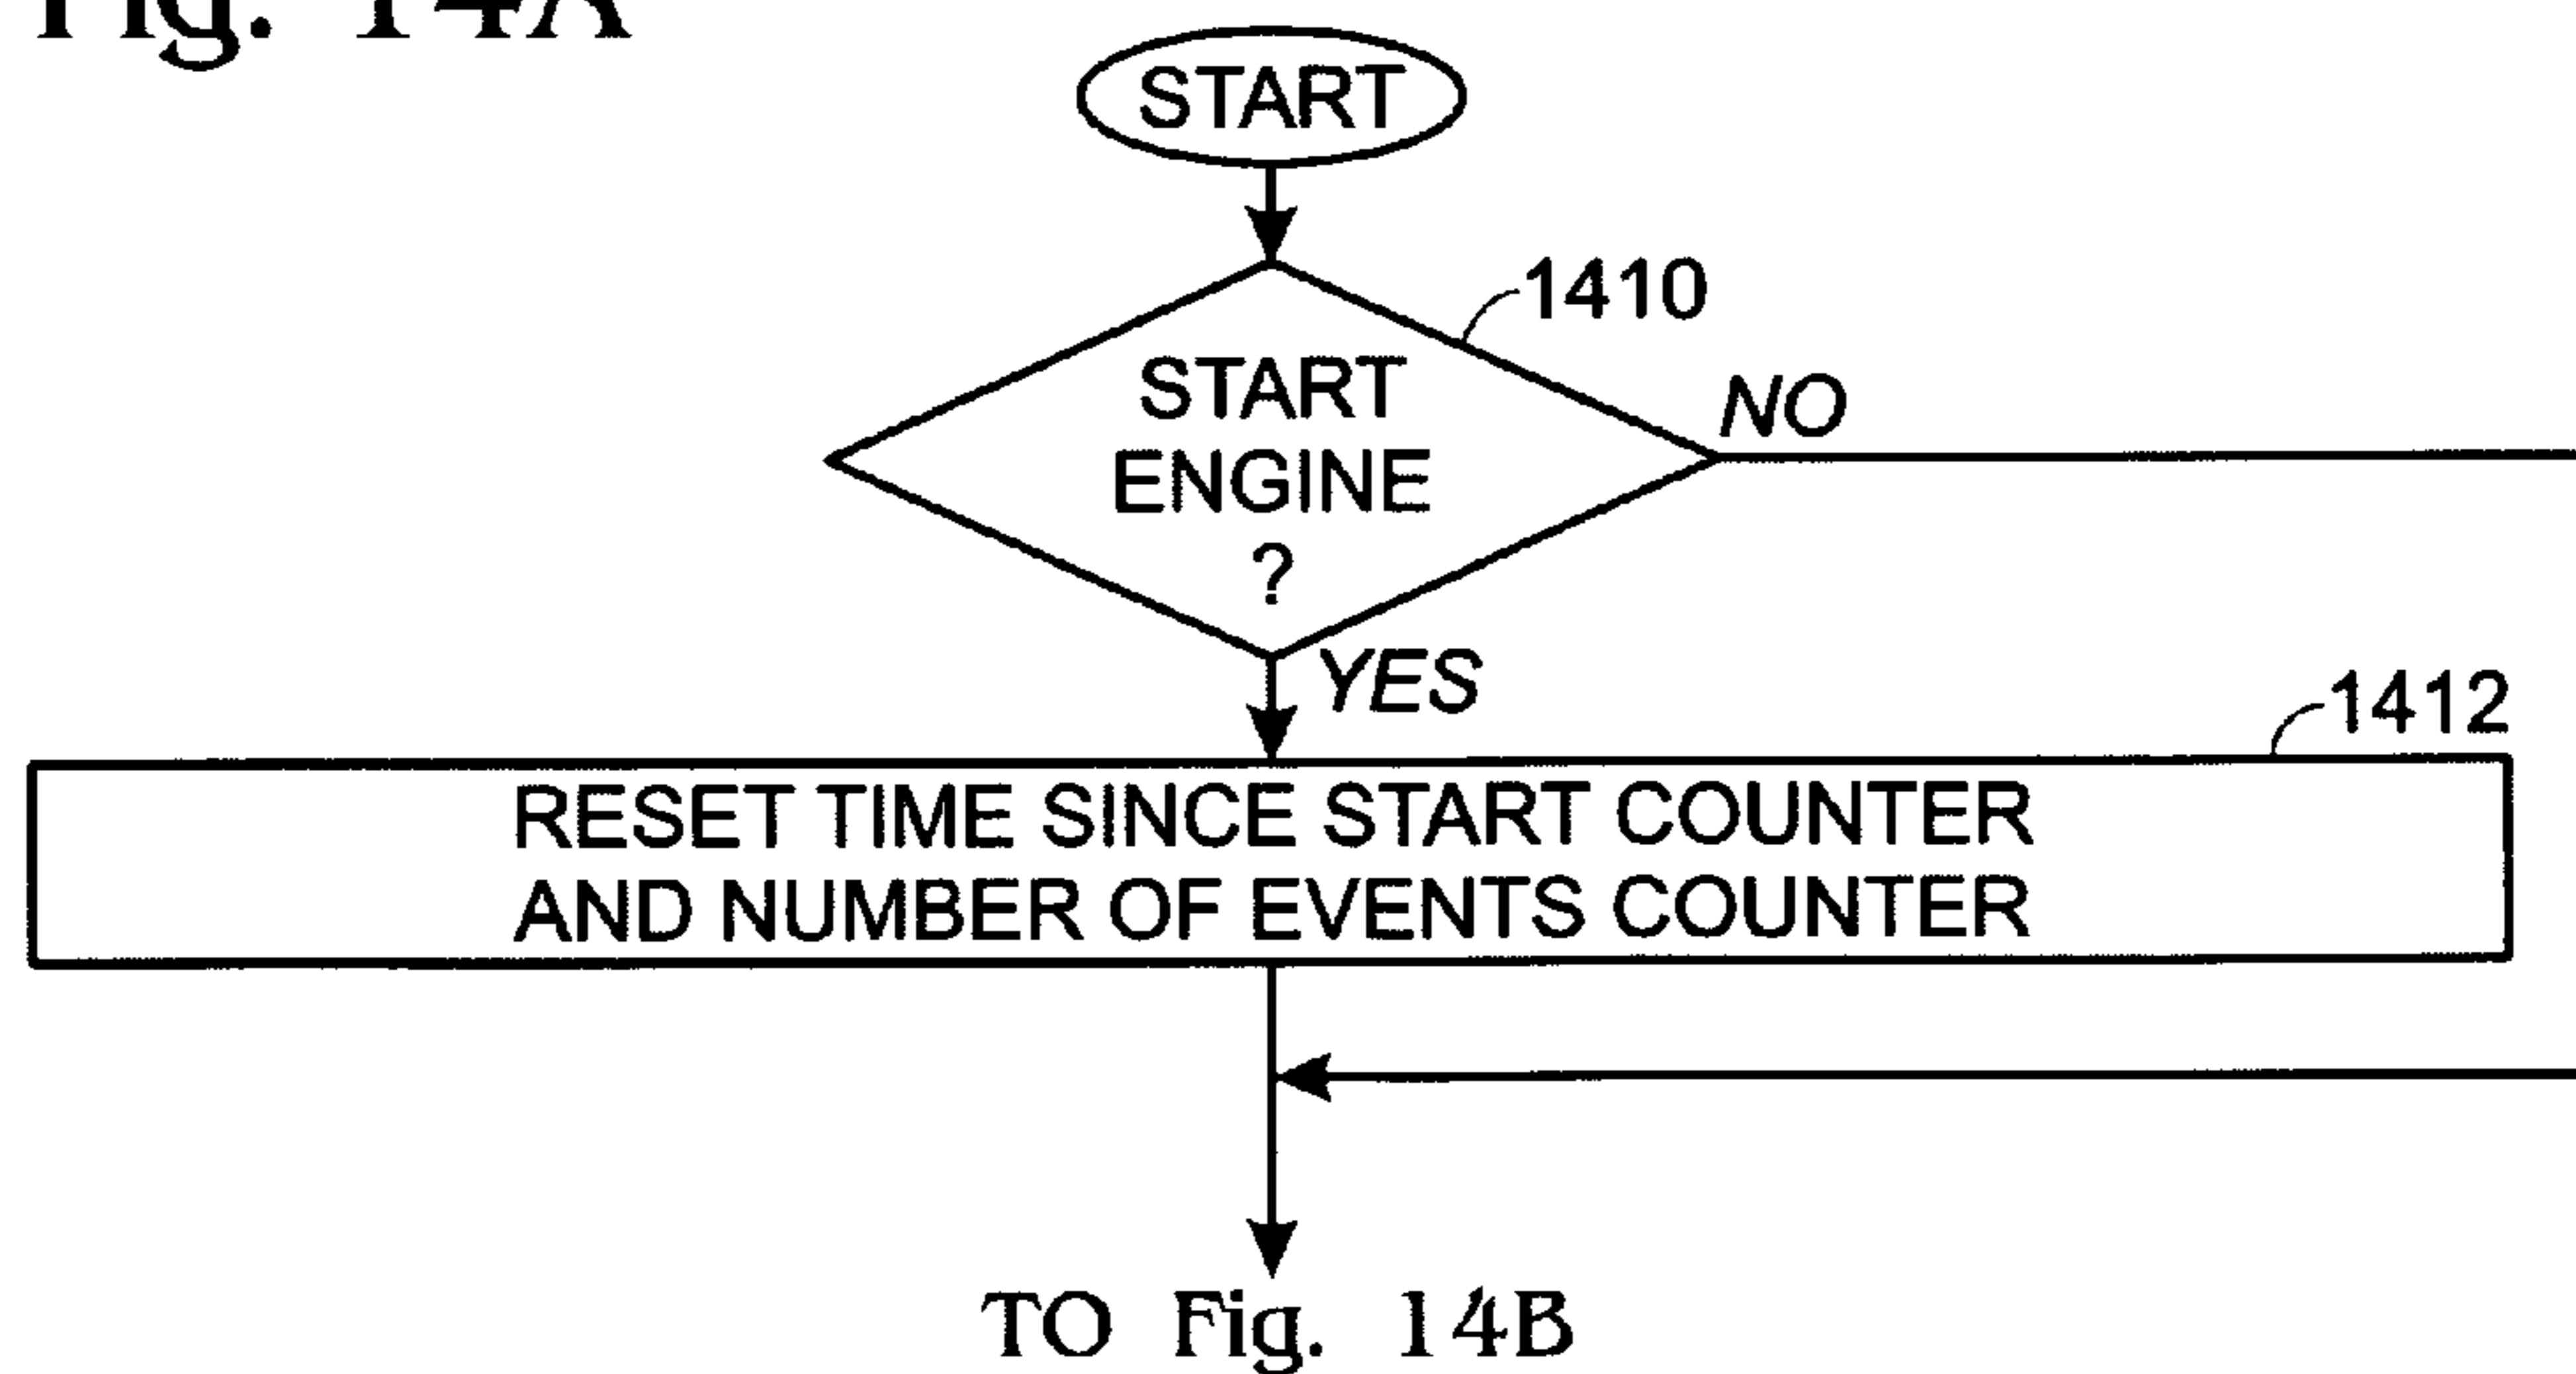 Fig. 14A
START
1410
START
ENGINE
?
NO
YES
1412
RESET TIME SINCE START COUNTER
AND NUMBER OF EVENTS COUNTER
TO Fig. 14B